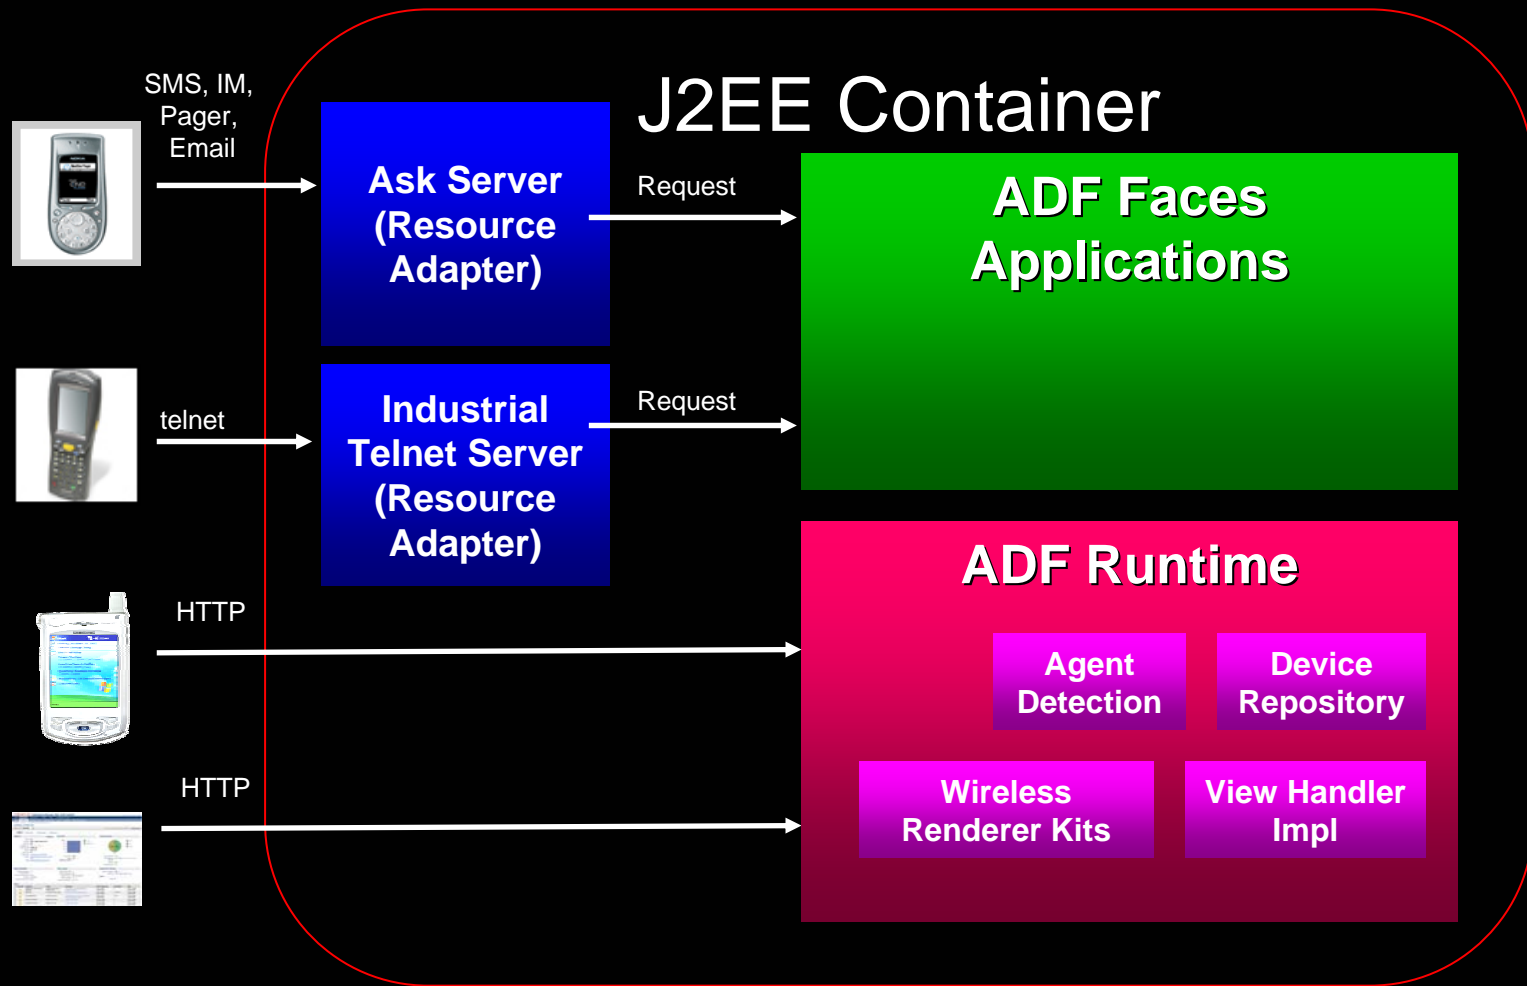 J2EE Container
SMS, IM,
Pager,
Email
Ask Server
(Resource
Adapter)
Request
ADF Faces
Applications
telnet
Industrial
Telnet Server
(Resource
Adapter)
Request
HTTP
ADF Runtime
Agent
Detection
Device
Repository
HTTP
Wireless
Renderer Kits
View Handler
Impl